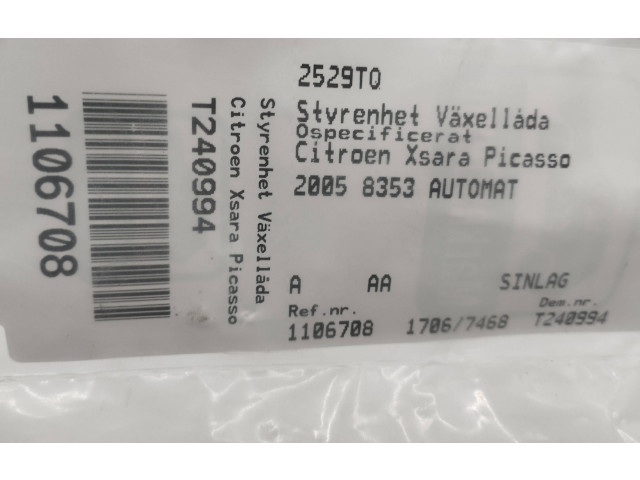 1106708
T240994
Citroen Xsara Picasso
Styrenhet Växellåda
2529TO
Styrenhet Växellåda
Ospecificerat
Citroen Xsara Picasso
2005 8353 AUTOMAT
A AA SINLAG
Ref.nr. Dem.nr.
1106708 1706/7468 T240994